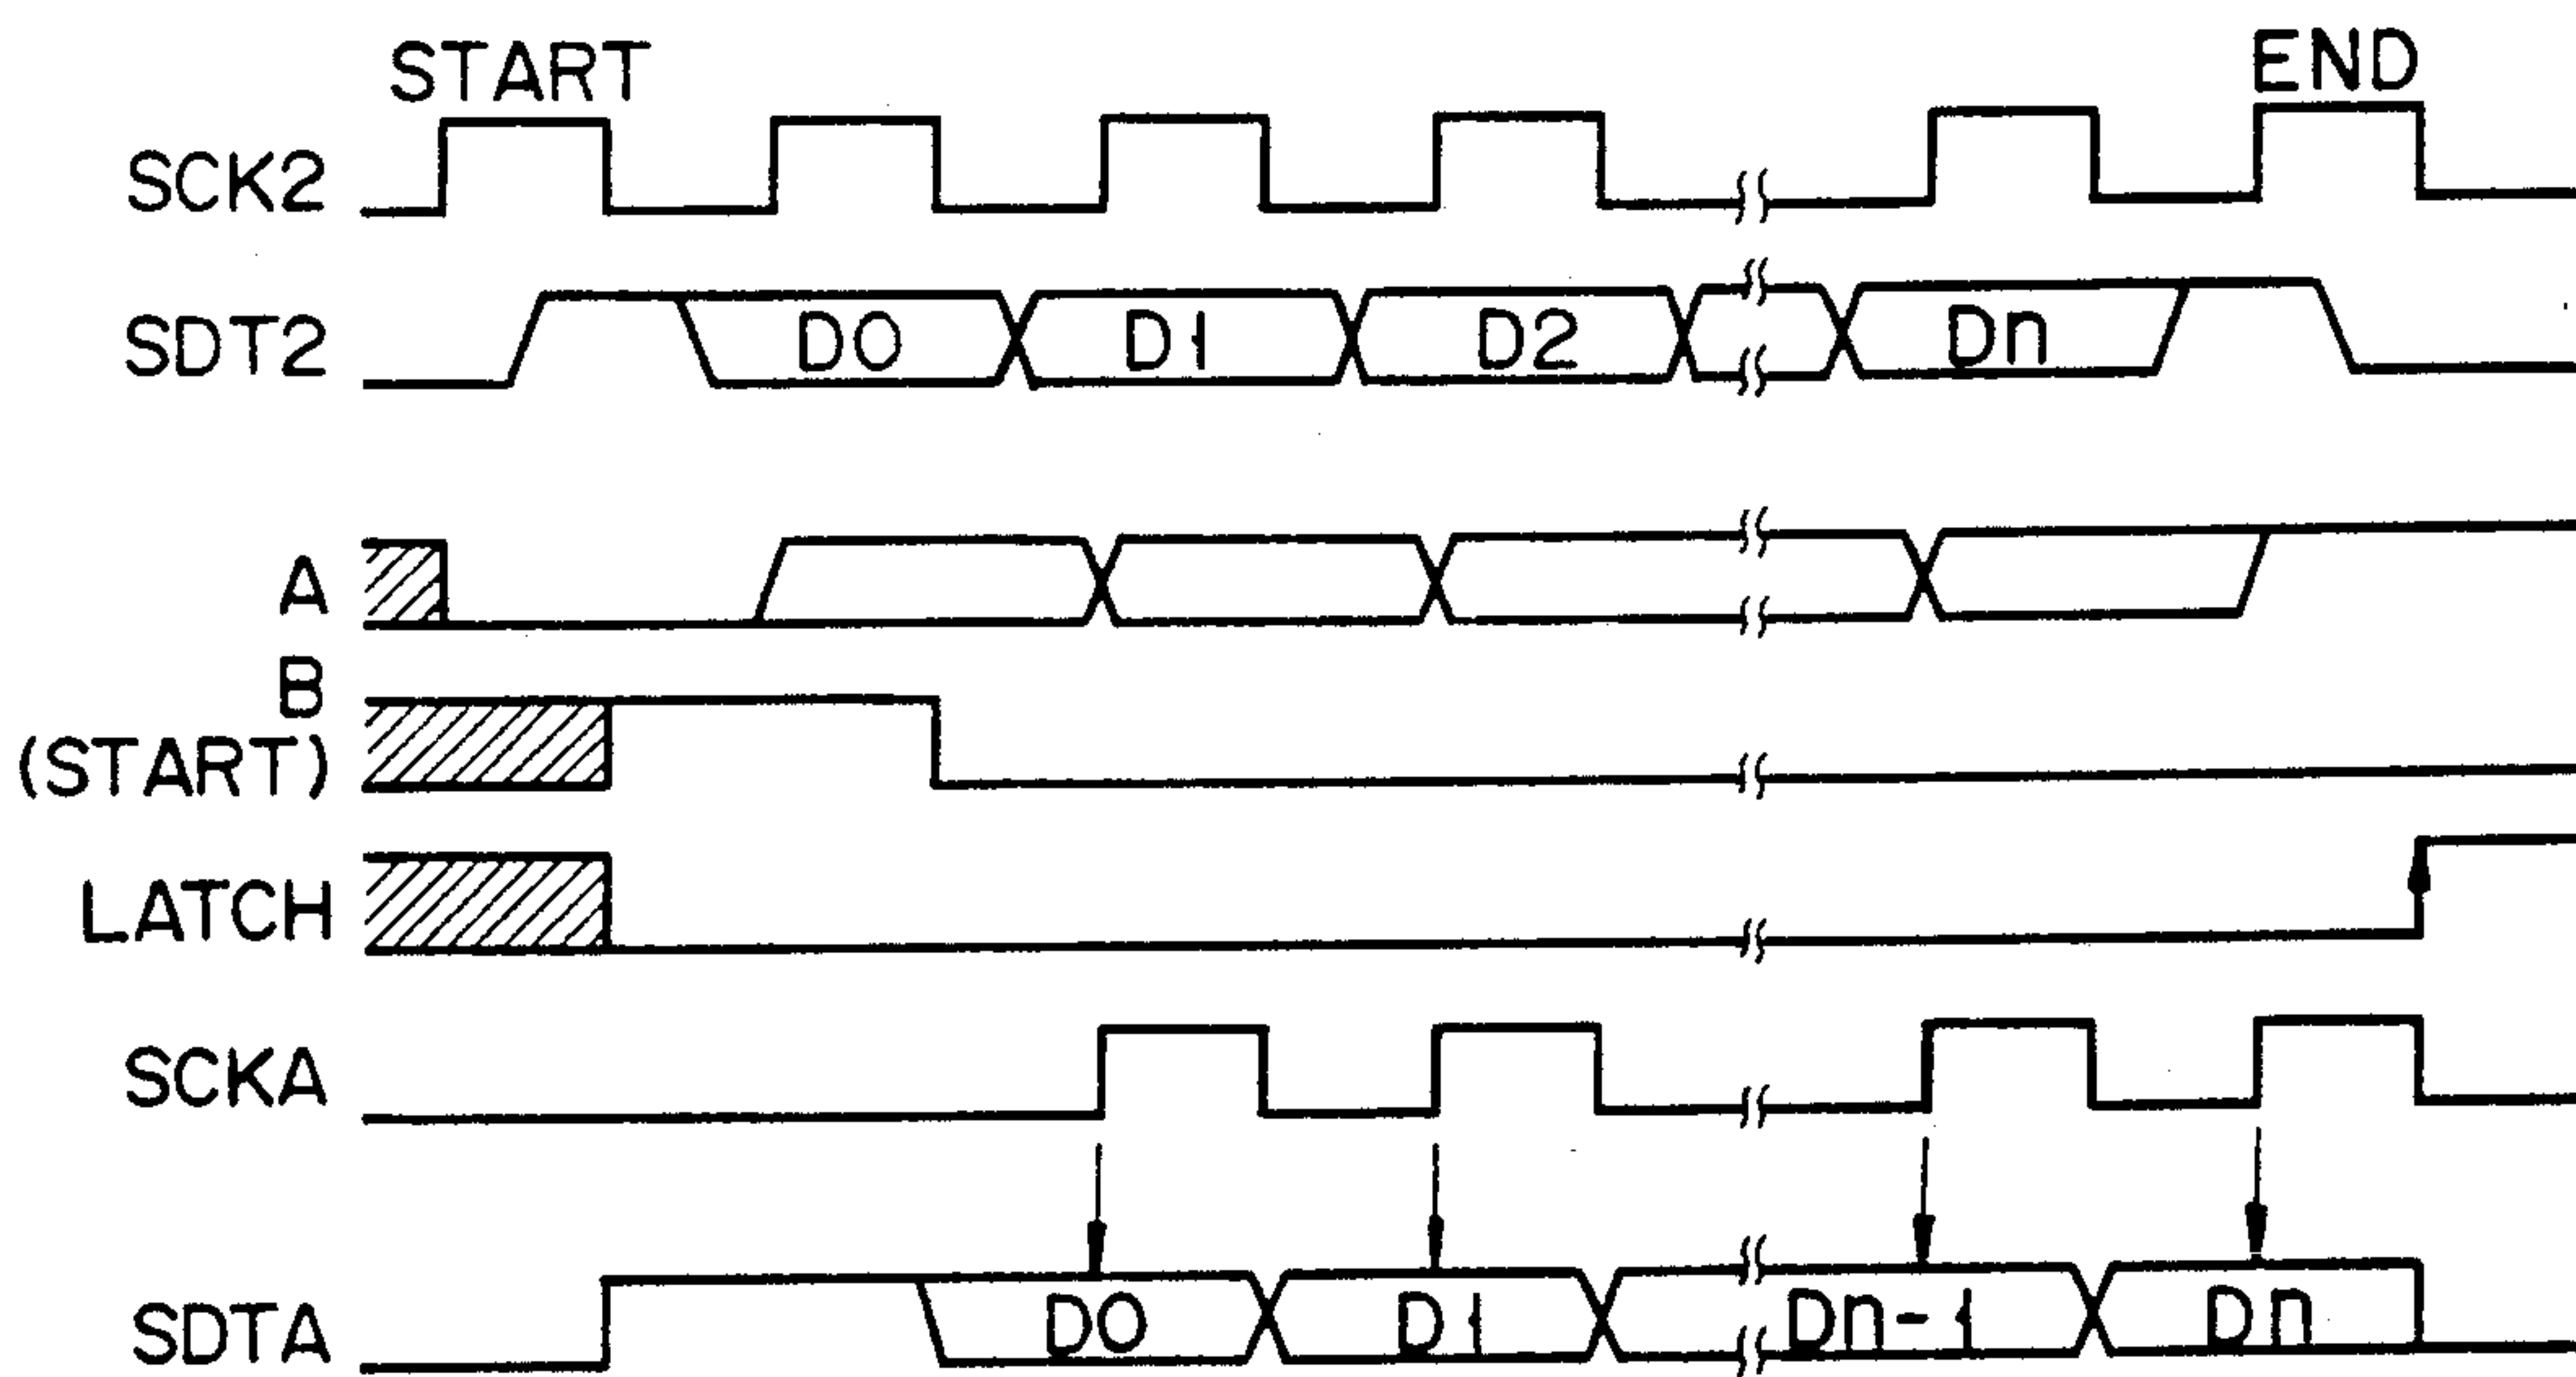 START END
SCK2
SDT2 D0 D1 D2 Dn
A
B
(START)
LATCH
SCKA
SDTA D0 D1 Dn-1 Dn